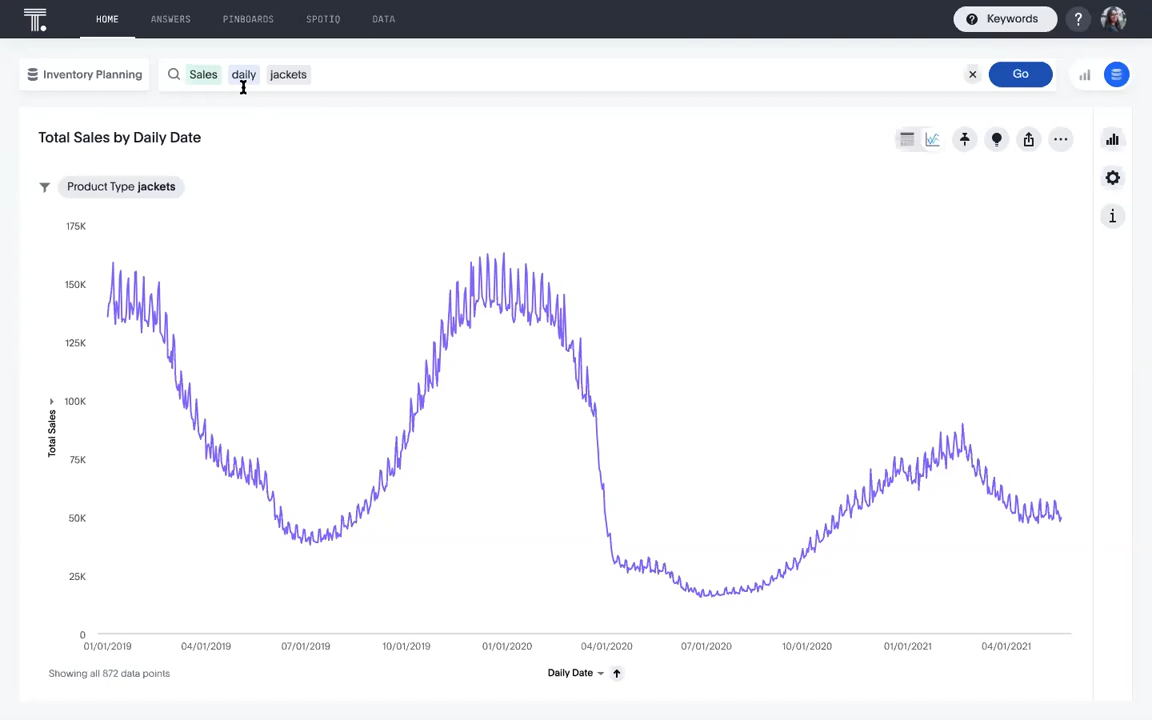 HOME ANSWERS PINBOARDS SPOTIQ DATA Keywords ?
Inventory Planning Sales daily jackets Go
Total Sales by Daily Date
Product Type jackets
175K
150K
125K
100K
75K
50K
25K
0
Total Sales
01/01/2019 04/01/2019 07/01/2019 10/01/2019 01/01/2020 04/01/2020 07/01/2020 10/01/2020 01/01/2021 04/01/2021
Showing all 872 data points Daily Date